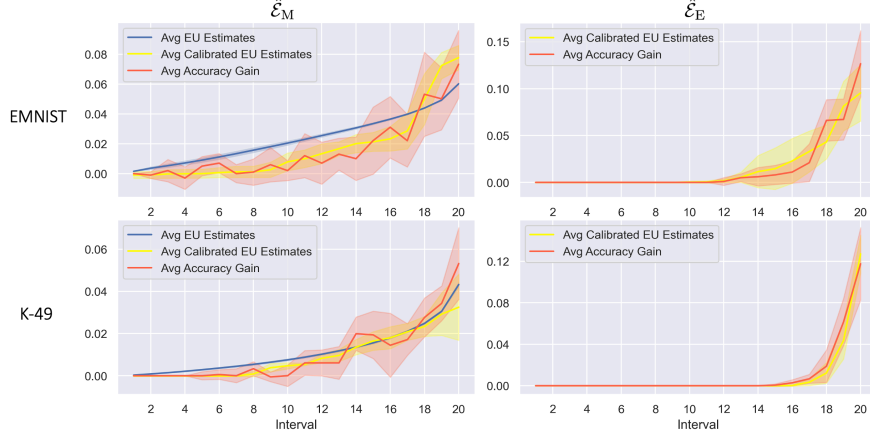 ℰ̂_M
ℰ̂_E
EMNIST
Avg EU Estimates
Avg Calibrated EU Estimates
Avg Accuracy Gain
0.08
0.06
0.04
0.02
0.00
2 4 6 8 10 12 14 16 18 20
Avg Calibrated EU Estimates
Avg Accuracy Gain
0.15
0.10
0.05
0.00
2 4 6 8 10 12 14 16 18 20
K-49
Avg EU Estimates
Avg Calibrated EU Estimates
Avg Accuracy Gain
0.06
0.04
0.02
0.00
2 4 6 8 10 12 14 16 18 20
Interval
Avg Calibrated EU Estimates
Avg Accuracy Gain
0.12
0.08
0.04
0.00
2 4 6 8 10 12 14 16 18 20
Interval